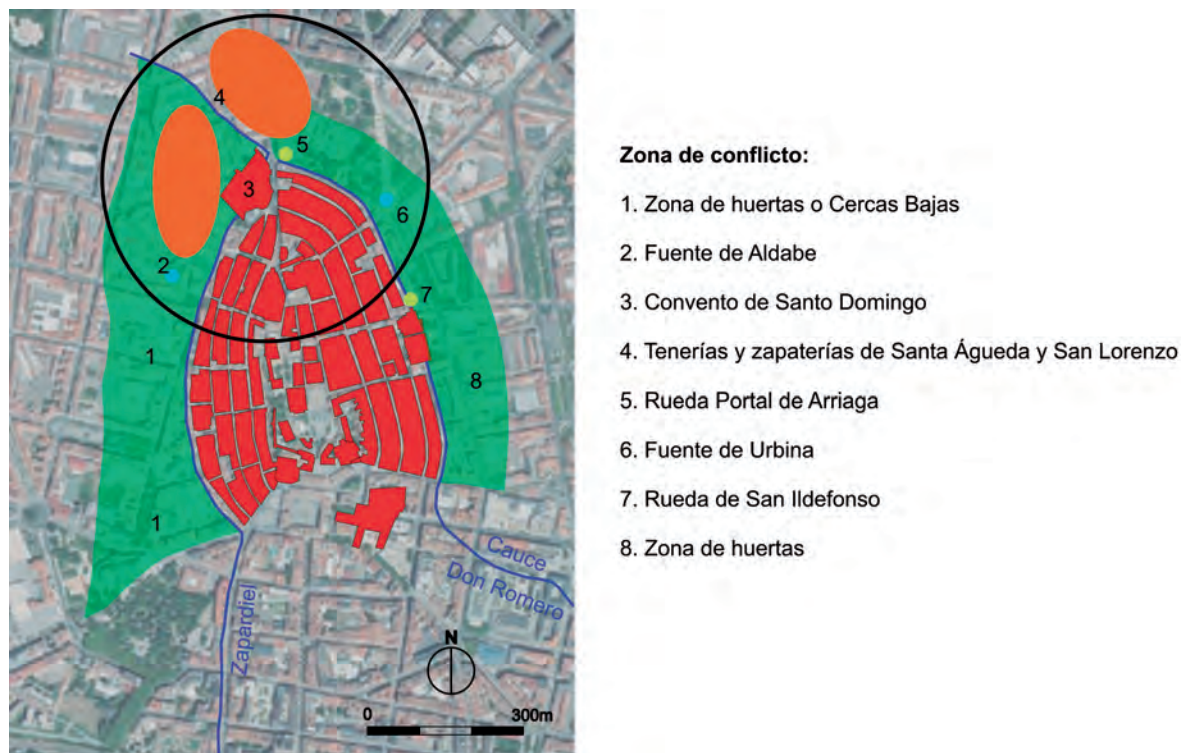 4
5
3
6
2
7
1
8
1
Cauce
Don Romero
Zapardiel
N
0 300m
Zona de conflicto:
1. Zona de huertas o Cercas Bajas
2. Fuente de Aldabe
3. Convento de Santo Domingo
4. Tenerías y zapaterías de Santa Águeda y San Lorenzo
5. Rueda Portal de Arriaga
6. Fuente de Urbina
7. Rueda de San Ildefonso
8. Zona de huertas